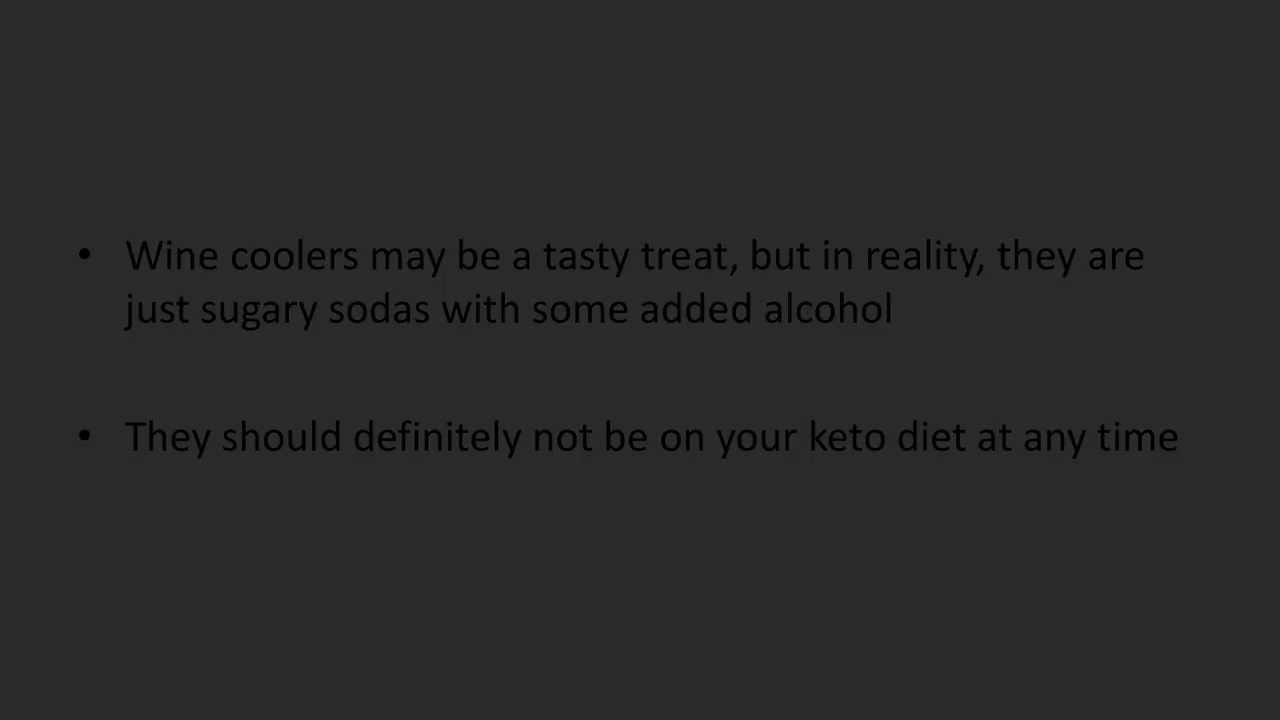 • Wine coolers may be a tasty treat, but in reality, they are
just sugary sodas with some added alcohol
• They should definitely not be on your keto diet at any time